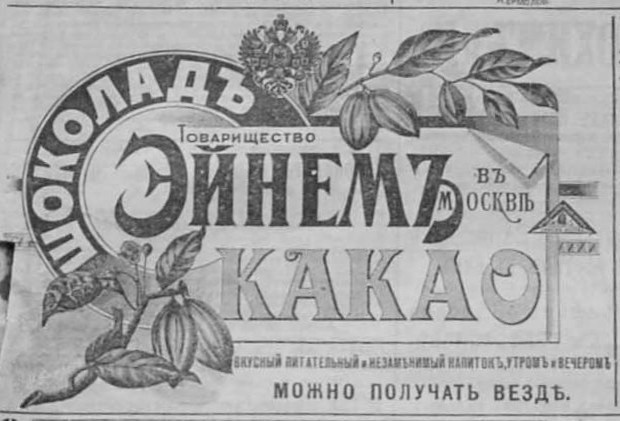 ШОКОЛАДЪ
ТОВАРИЩЕСТВО
ЭЙНЕМЪ
ВЪ
МОСКВѢ
КАКАО
ВКУСНЫЙ ПИТАТЕЛЬНЫЙ и НЕЗАМѢНИМЫЙ НАПИТОКЪ, УТРОМЪ и ВЕЧЕРОМЪ
МОЖНО ПОЛУЧАТЬ ВЕЗДѢ.